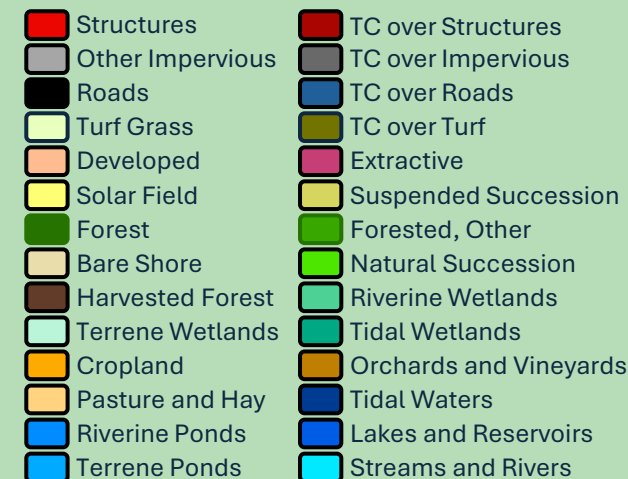 Structures
Other Impervious
Roads
Turf Grass
Developed
Solar Field
Forest
Bare Shore
Harvested Forest
Terrene Wetlands
Cropland
Pasture and Hay
Riverine Ponds
Terrene Ponds
TC over Structures
TC over Impervious
TC over Roads
TC over Turf
Extractive
Suspended Succession
Forested, Other
Natural Succession
Riverine Wetlands
Tidal Wetlands
Orchards and Vineyards
Tidal Waters
Lakes and Reservoirs
Streams and Rivers